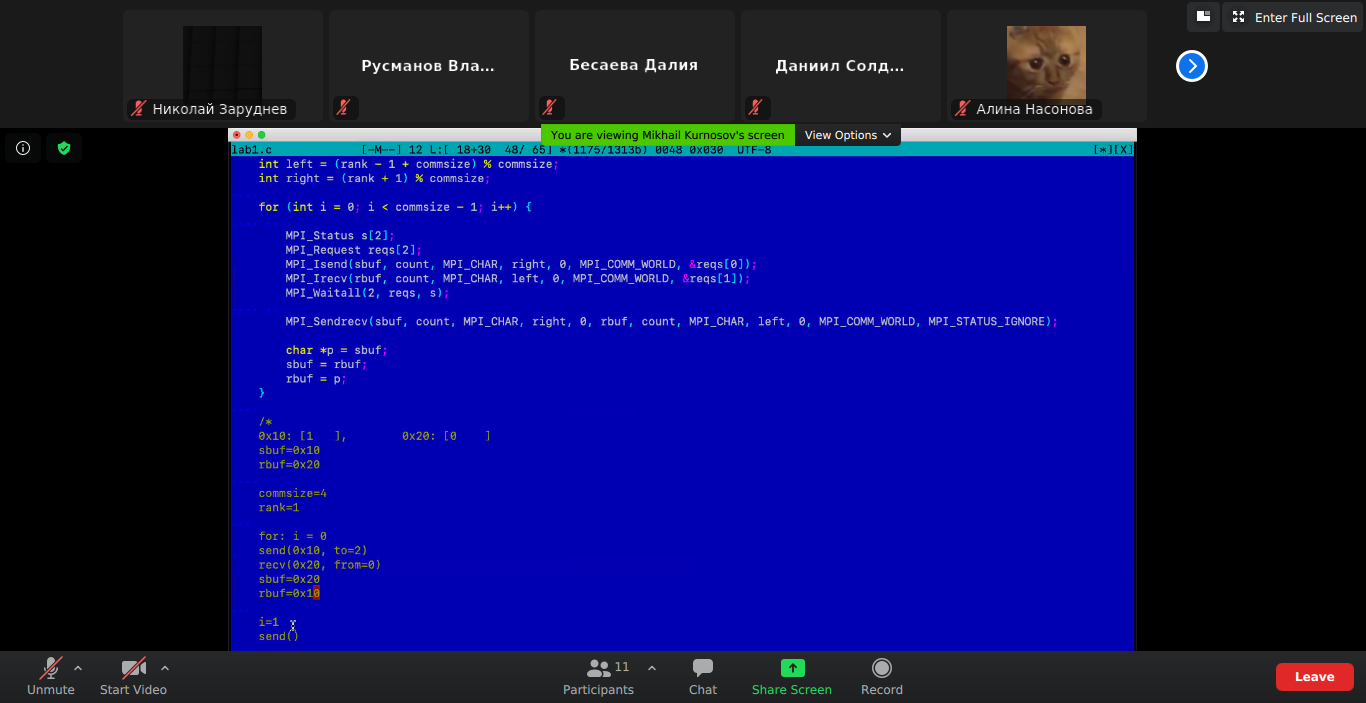 Enter Full Screen
Николай Заруднев
Русманов Вла...
Бесаева Далия
Даниил Солд...
Алина Насонова
You are viewing Mikhail Kurnosov's screen
View Options
lab1.c [-M--] 12 L:[ 18+30 48/ 65] *(1175/1313b) 0048 0x030 UTF-8 [*][X]
int left = (rank - 1 + commsize) % commsize;
int right = (rank + 1) % commsize;
for (int i = 0; i < commsize - 1; i++) {
MPI_Status s[2];
MPI_Request reqs[2];
MPI_Isend(sbuf, count, MPI_CHAR, right, 0, MPI_COMM_WORLD, &reqs[0]);
MPI_Irecv(rbuf, count, MPI_CHAR, left, 0, MPI_COMM_WORLD, &reqs[1]);
MPI_Waitall(2, reqs, s);
MPI_Sendrecv(sbuf, count, MPI_CHAR, right, 0, rbuf, count, MPI_CHAR, left, 0, MPI_COMM_WORLD, MPI_STATUS_IGNORE);
char *p = sbuf;
sbuf = rbuf;
rbuf = p;
}
/*
0x10: [1 ], 0x20: [0 ]
sbuf=0x10
rbuf=0x20
commsize=4
rank=1
for: i = 0
send(0x10, to=2)
recv(0x20, from=0)
sbuf=0x20
rbuf=0x10
i=1
send()
Unmute
Start Video
11
Participants
Chat
Share Screen
Record
Leave